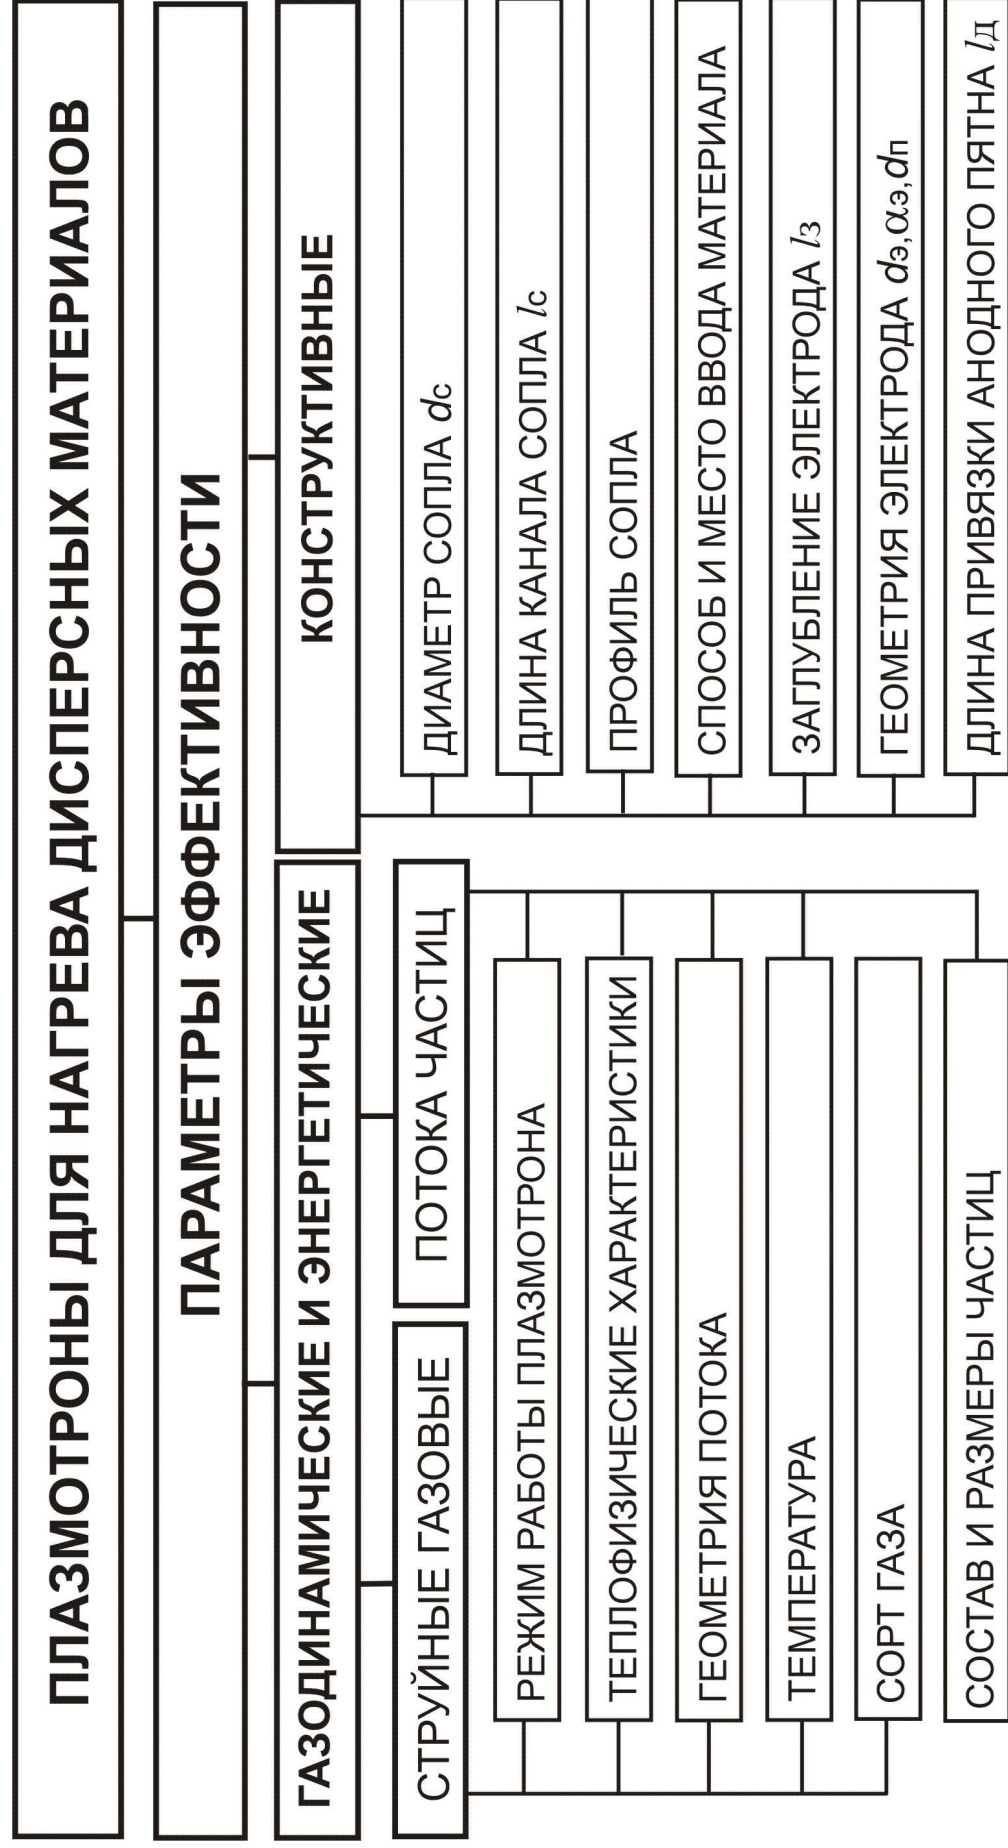 ПЛАЗМОТРОНЫ ДЛЯ НАГРЕВА ДИСПЕРСНЫХ МАТЕРИАЛОВ
ПАРАМЕТРЫ ЭФФЕКТИВНОСТИ
ГАЗОДИНАМИЧЕСКИЕ И ЭНЕРГЕТИЧЕСКИЕ
КОНСТРУКТИВНЫЕ
СТРУЙНЫЕ ГАЗОВЫЕ
ПОТОКА ЧАСТИЦ
РЕЖИМ РАБОТЫ ПЛАЗМОТРОНА
ТЕПЛОФИЗИЧЕСКИЕ ХАРАКТЕРИСТИКИ
ГЕОМЕТРИЯ ПОТОКА
ТЕМПЕРАТУРА
СОРТ ГАЗА
СОСТАВ И РАЗМЕРЫ ЧАСТИЦ
ДИАМЕТР СОПЛА dс
ДЛИНА КАНАЛА СОПЛА lс
ПРОФИЛЬ СОПЛА
СПОСОБ И МЕСТО ВВОДА МАТЕРИАЛА
ЗАГЛУБЛЕНИЕ ЭЛЕКТРОДА lз
ГЕОМЕТРИЯ ЭЛЕКТРОДА dэ,αэ,dп
ДЛИНА ПРИВЯЗКИ АНОДНОГО ПЯТНА lд